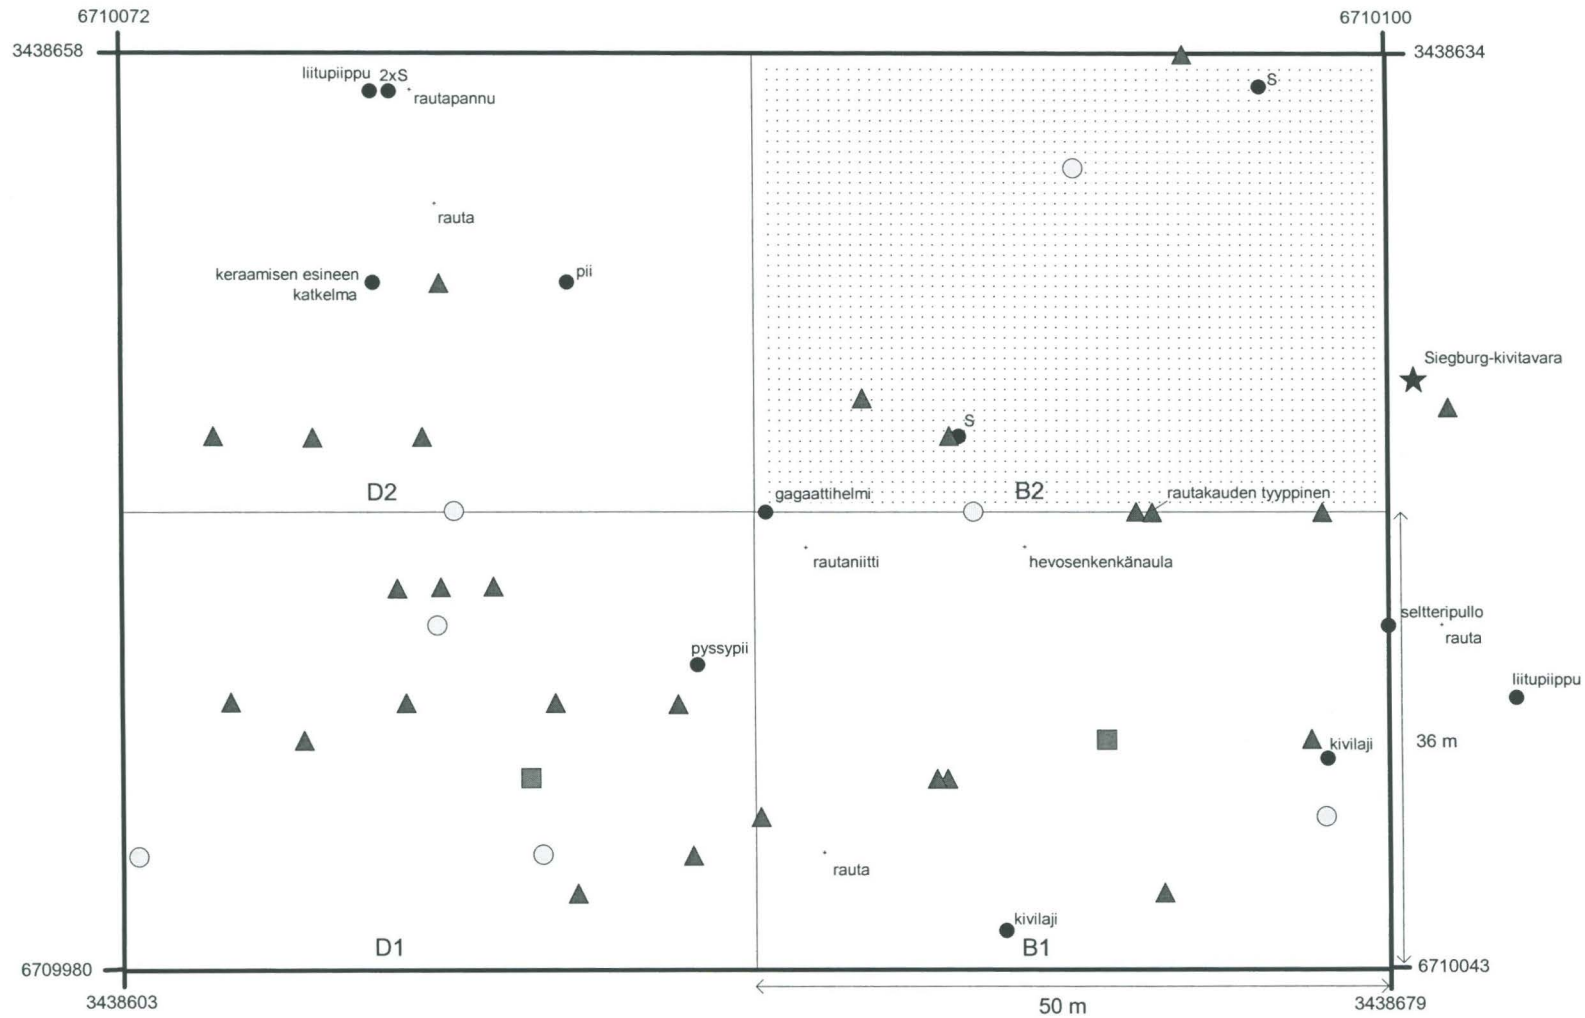 6710072
6710100
3438658
3438634
liitupiippu 2xS
rautapannu
S
rauta
keraamisen esineen
katkelma
pii
Siegburg-kivitavara
S
D2
gagaattihelmi
B2
rautakauden tyyppinen
rautaniitti
hevosenkenkänaula
seltteripullo
rauta
pyssypii
liitupiippu
36 m
kivilaji
rauta
kivilaji
D1
B1
6709980
6710043
3438603
50 m
3438679